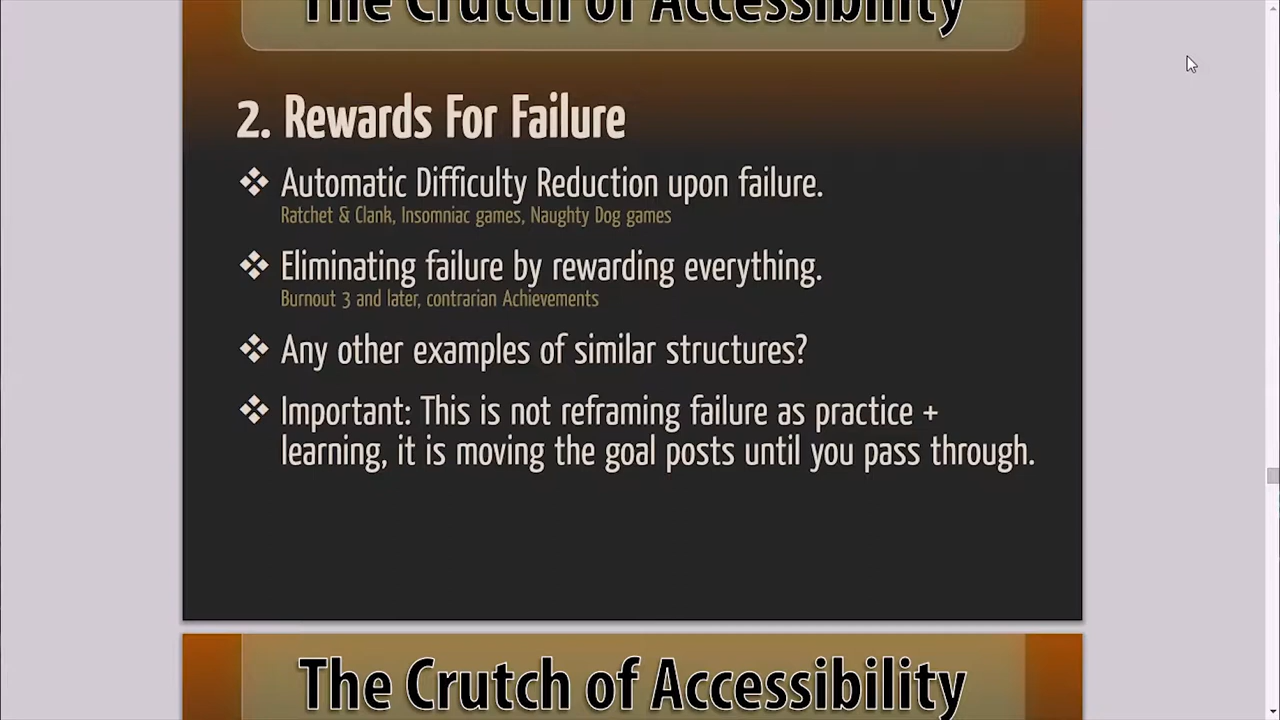 The Crutch of Accessibility
2. Rewards For Failure
❖ Automatic Difficulty Reduction upon failure.
Ratchet & Clank, Insomniac games, Naughty Dog games
❖ Eliminating failure by rewarding everything.
Burnout 3 and later, contrarian Achievements
❖ Any other examples of similar structures?
❖ Important: This is not reframing failure as practice +
learning, it is moving the goal posts until you pass through.
The Crutch of Accessibility